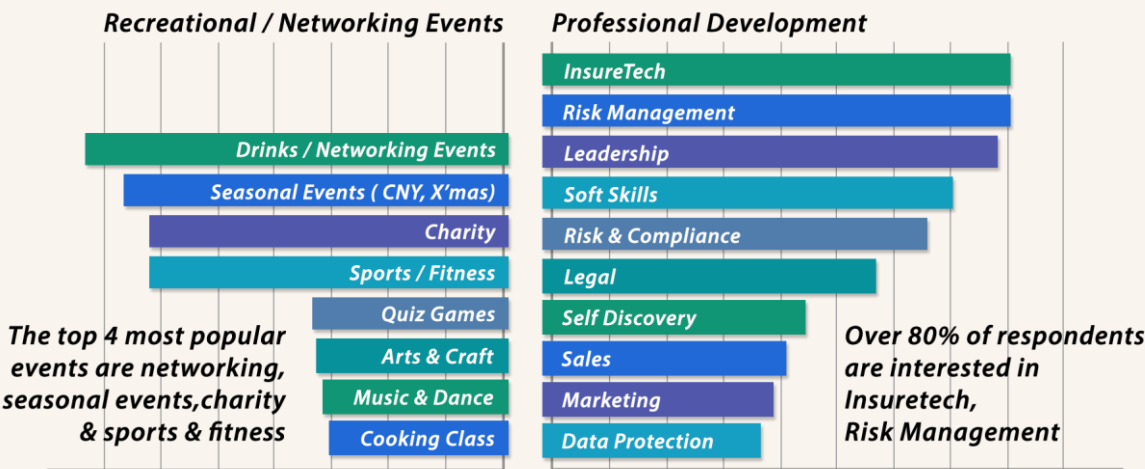 Recreational / Networking Events
Drinks / Networking Events
Seasonal Events ( CNY, X'mas)
Charity
Sports / Fitness
Quiz Games
Arts & Craft
Music & Dance
Cooking Class
The top 4 most popular
events are networking,
seasonal events,charity
& sports & fitness
Professional Development
InsureTech
Risk Management
Leadership
Soft Skills
Risk & Compliance
Legal
Self Discovery
Sales
Marketing
Data Protection
Over 80% of respondents
are interested in
Insuretech,
Risk Management